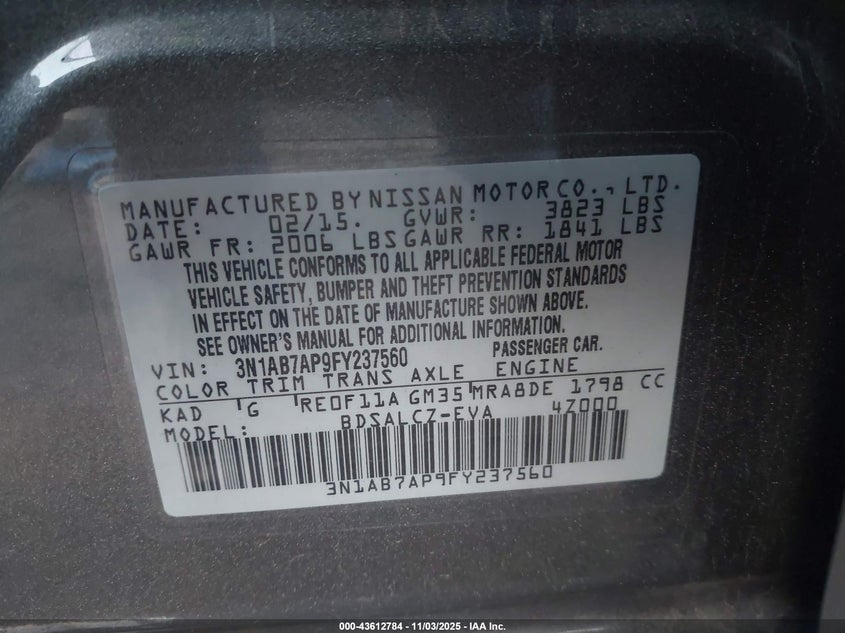 MANUFACTURED BY NISSAN MOTOR CO., LTD.
DATE: 02/15. GVWR: 3823 LBS
GAWR FR: 2006 LBS GAWR RR: 1841 LBS
THIS VEHICLE CONFORMS TO ALL APPLICABLE FEDERAL MOTOR
VEHICLE SAFETY, BUMPER AND THEFT PREVENTION STANDARDS
IN EFFECT ON THE DATE OF MANUFACTURE SHOWN ABOVE.
SEE OWNER'S MANUAL FOR ADDITIONAL INFORMATION.
VIN: 3N1AB7AP9FY237560 PASSENGER CAR.
COLOR TRIM TRANS AXLE ENGINE
KAD G RE0F11A GM35 MRA8DE 1798 CC
MODEL: BDSALCZ-EVA 4Z000
3N1AB7AP9FY237560
000-43612784 - 11/03/2025 - IAA Inc.